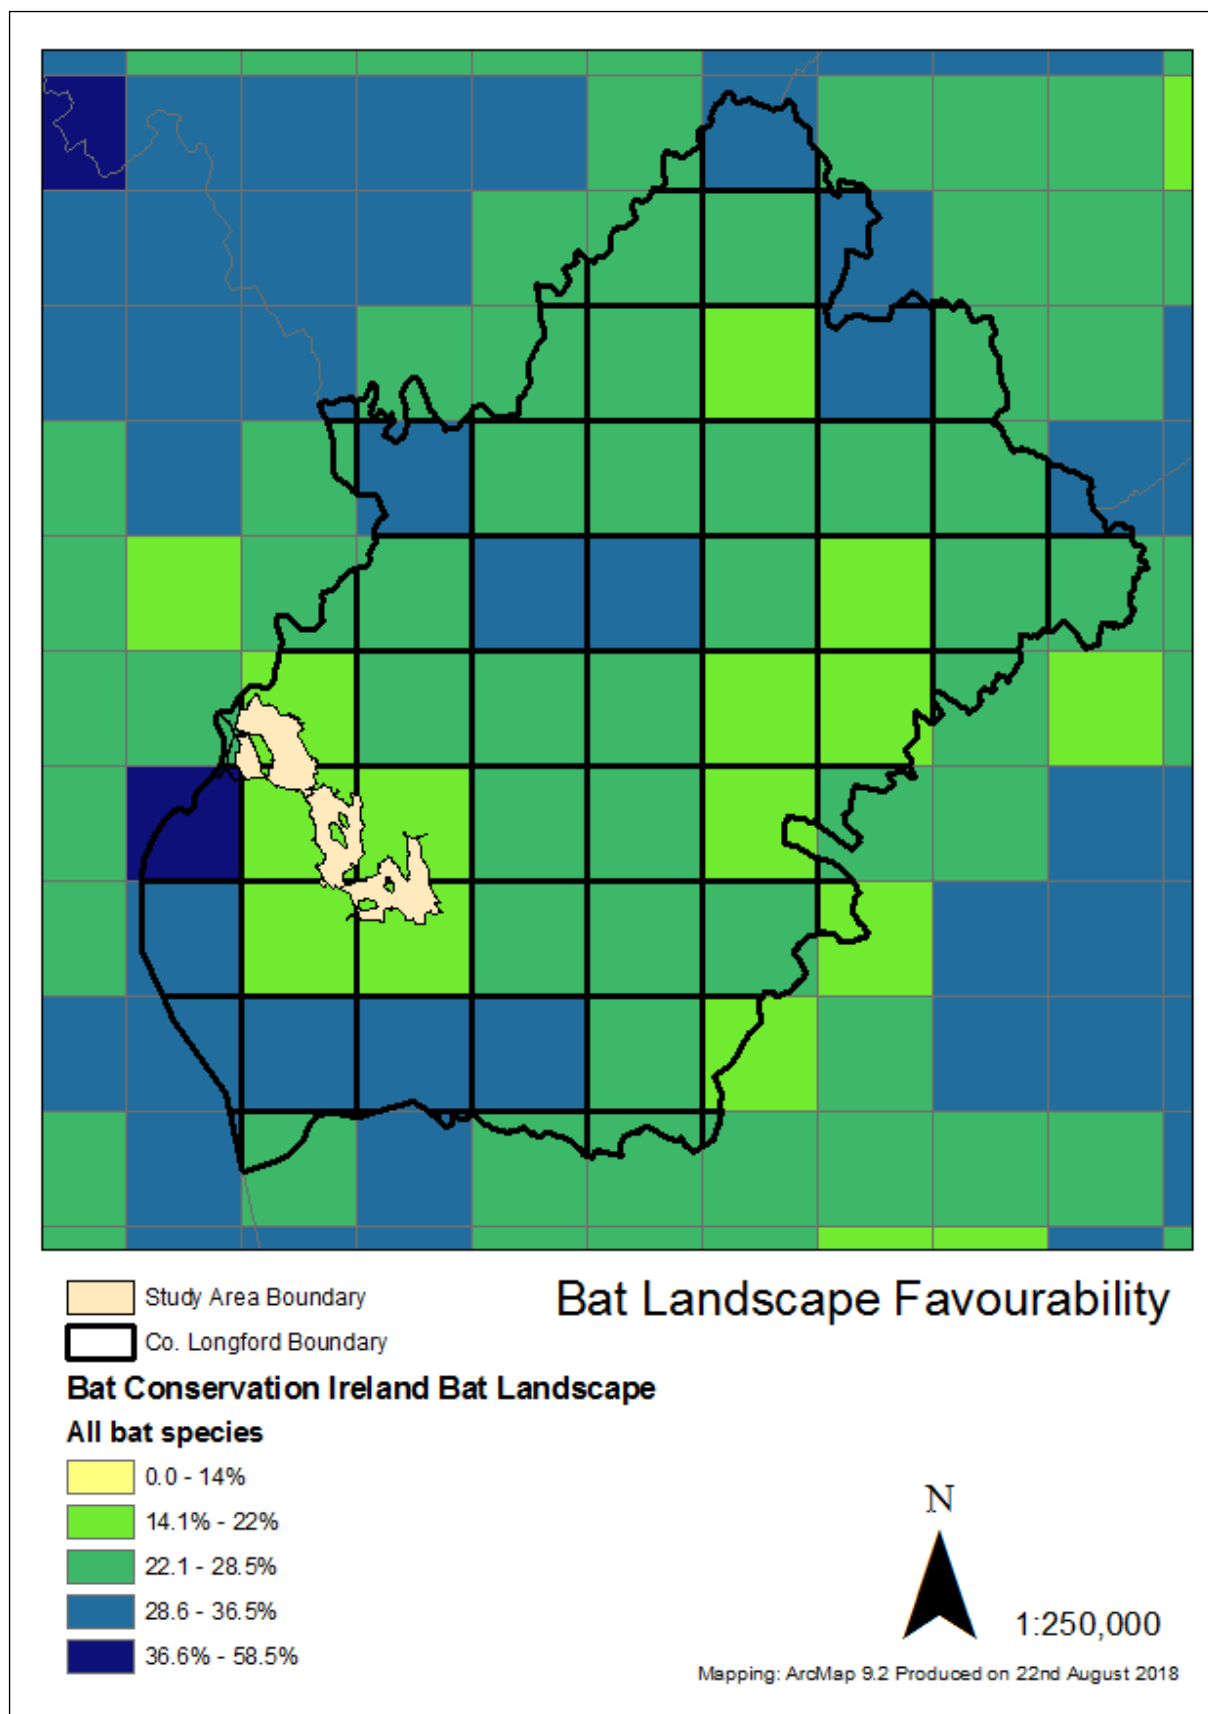 Study Area Boundary
Bat Landscape Favourability
Co. Longford Boundary
Bat Conservation Ireland Bat Landscape
All bat species
0.0 - 14%
14.1% - 22%
22.1 - 28.5%
28.6 - 36.5%
36.6% - 58.5%
N
1:250,000
Mapping: ArcMap 9.2 Produced on 22nd August 2018